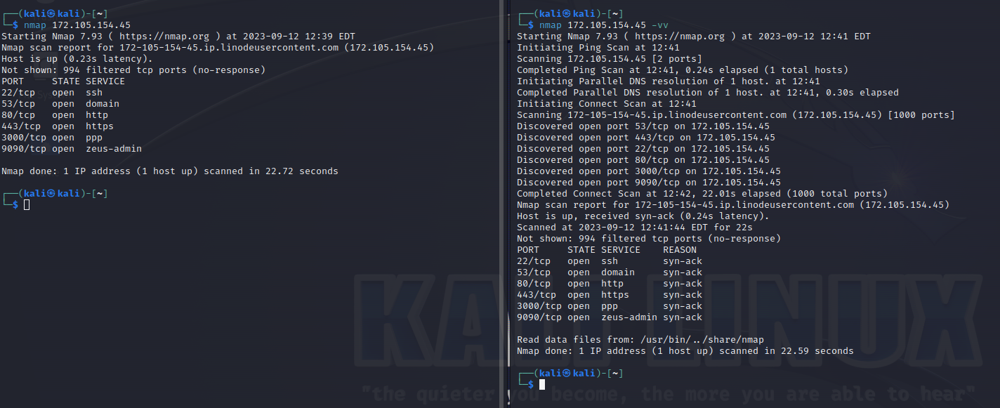 ┌──(kali㉿kali)-[~]
└─$ nmap 172.105.154.45
Starting Nmap 7.93 ( https://nmap.org ) at 2023-09-12 12:39 EDT
Nmap scan report for 172-105-154-45.ip.linodeusercontent.com (172.105.154.45)
Host is up (0.23s latency).
Not shown: 994 filtered tcp ports (no-response)
PORT     STATE SERVICE
22/tcp   open  ssh
53/tcp   open  domain
80/tcp   open  http
443/tcp  open  https
3000/tcp open  ppp
9090/tcp open  zeus-admin
Nmap done: 1 IP address (1 host up) scanned in 22.72 seconds
┌──(kali㉿kali)-[~]
└─$
┌──(kali㉿kali)-[~]
└─$ nmap 172.105.154.45 -vv
Starting Nmap 7.93 ( https://nmap.org ) at 2023-09-12 12:41 EDT
Initiating Ping Scan at 12:41
Scanning 172.105.154.45 [2 ports]
Completed Ping Scan at 12:41, 0.24s elapsed (1 total hosts)
Initiating Parallel DNS resolution of 1 host. at 12:41
Completed Parallel DNS resolution of 1 host. at 12:41, 0.30s elapsed
Initiating Connect Scan at 12:41
Scanning 172-105-154-45.ip.linodeusercontent.com (172.105.154.45) [1000 ports]
Discovered open port 53/tcp on 172.105.154.45
Discovered open port 443/tcp on 172.105.154.45
Discovered open port 22/tcp on 172.105.154.45
Discovered open port 80/tcp on 172.105.154.45
Discovered open port 3000/tcp on 172.105.154.45
Discovered open port 9090/tcp on 172.105.154.45
Completed Connect Scan at 12:42, 22.01s elapsed (1000 total ports)
Nmap scan report for 172-105-154-45.ip.linodeusercontent.com (172.105.154.45)
Host is up, received syn-ack (0.24s latency).
Scanned at 2023-09-12 12:41:44 EDT for 22s
Not shown: 994 filtered tcp ports (no-response)
PORT     STATE SERVICE    REASON
22/tcp   open  ssh        syn-ack
53/tcp   open  domain     syn-ack
80/tcp   open  http       syn-ack
443/tcp  open  https      syn-ack
3000/tcp open  ppp        syn-ack
9090/tcp open  zeus-admin syn-ack
Read data files from: /usr/bin/../share/nmap
Nmap done: 1 IP address (1 host up) scanned in 22.59 seconds
┌──(kali㉿kali)-[~]
└─$
KALI LINUX
"the quieter you become, the more you are able to hear"